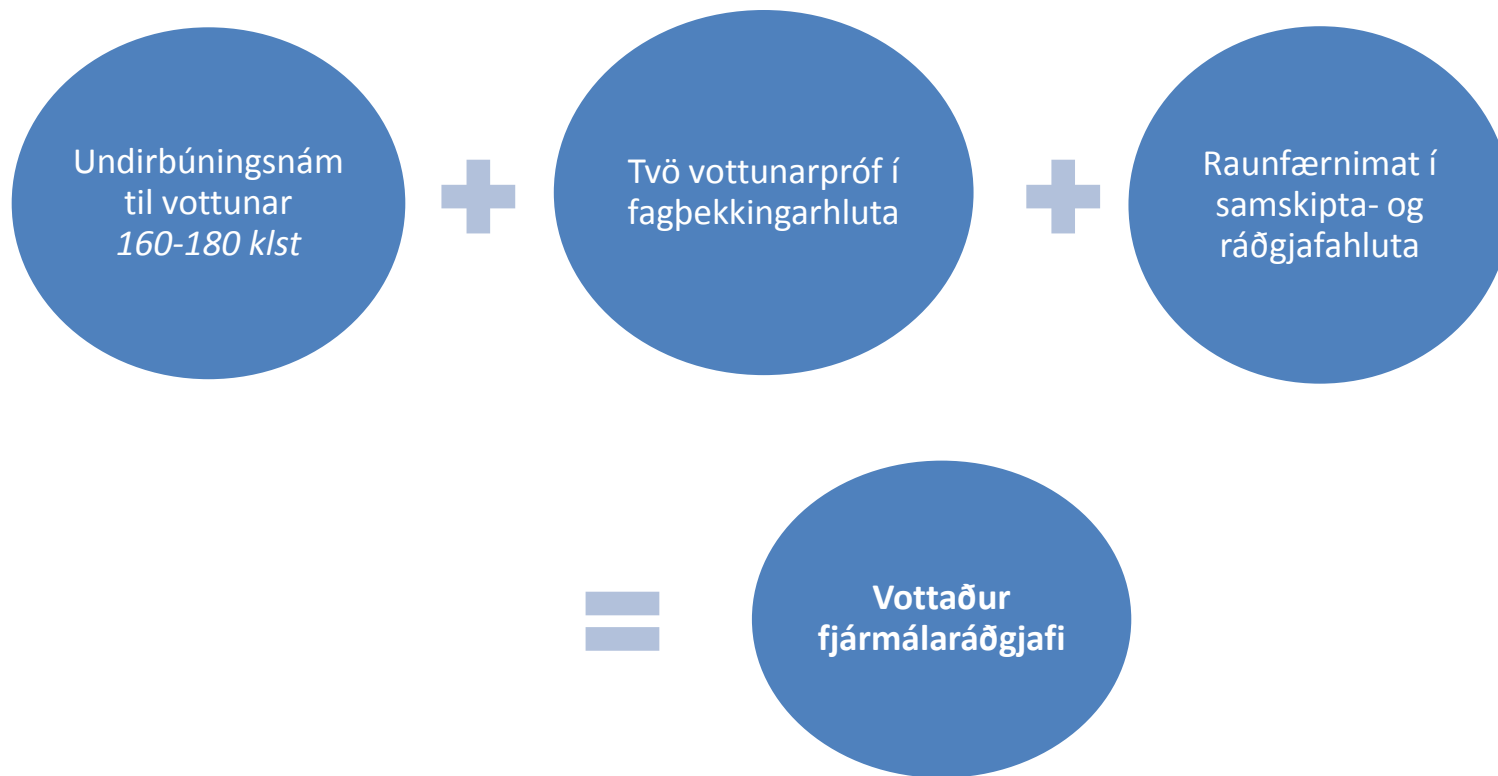 Undirbúningsnám
til vottunar
160-180 klst
Tvö vottunarpróf í
fagþekkingarhluta
Raunfærnimat í
samskipta- og
ráðgjafahluta
Vottaður
fjármálaráðgjafi